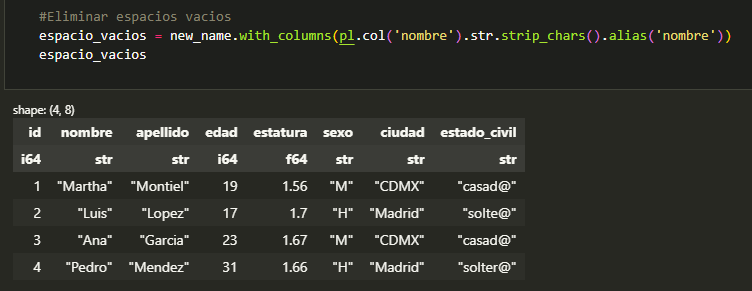 #Eliminar espacios vacios
espacio_vacios = new_name.with_columns(pl.col('nombre').str.strip_chars().alias('nombre'))
espacio_vacios
shape: (4, 8)
id nombre apellido edad estatura sexo ciudad estado_civil
i64 str str i64 f64 str str str
1 "Martha" "Montiel" 19 1.56 "M" "CDMX" "casad@"
2 "Luis" "Lopez" 17 1.7 "H" "Madrid" "solte@"
3 "Ana" "Garcia" 23 1.67 "M" "CDMX" "casad@"
4 "Pedro" "Mendez" 31 1.66 "H" "Madrid" "solter@"